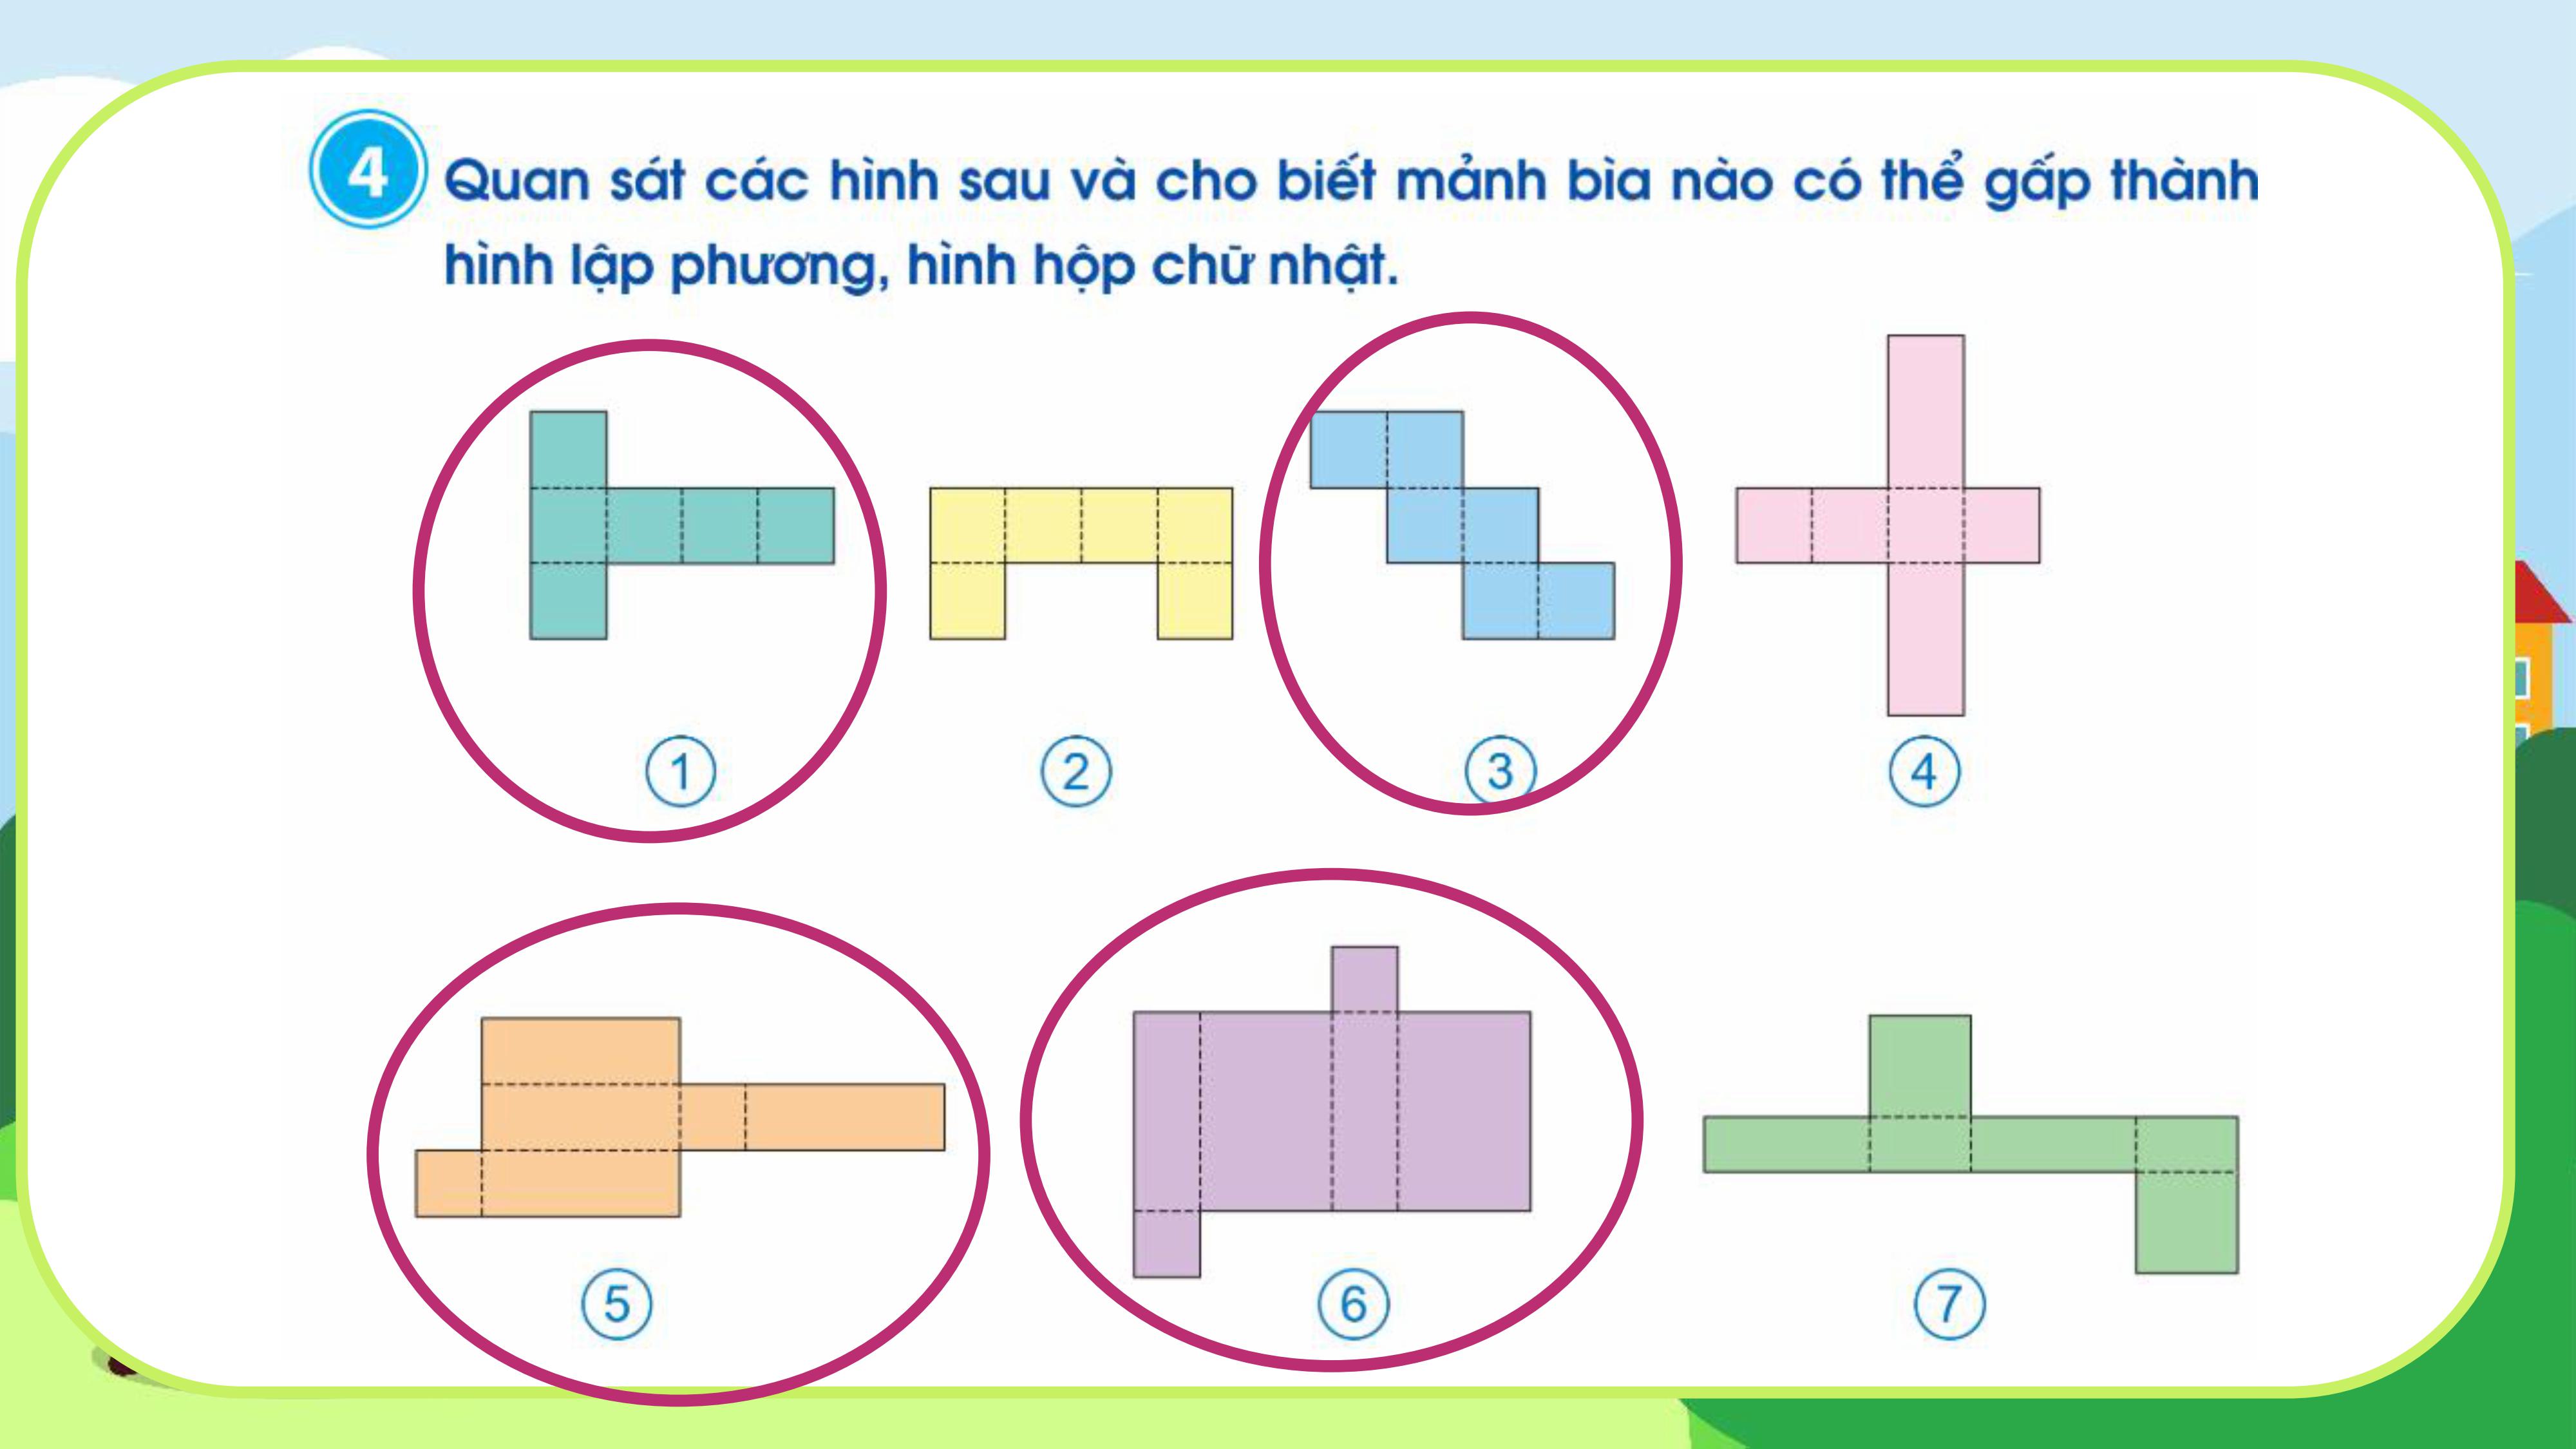 4 Quan sát các hình sau và cho biết mảnh bìa nào có thể gấp thành
hình lập phương, hình hộp chữ nhật.
1 2 3 4
5 6 7